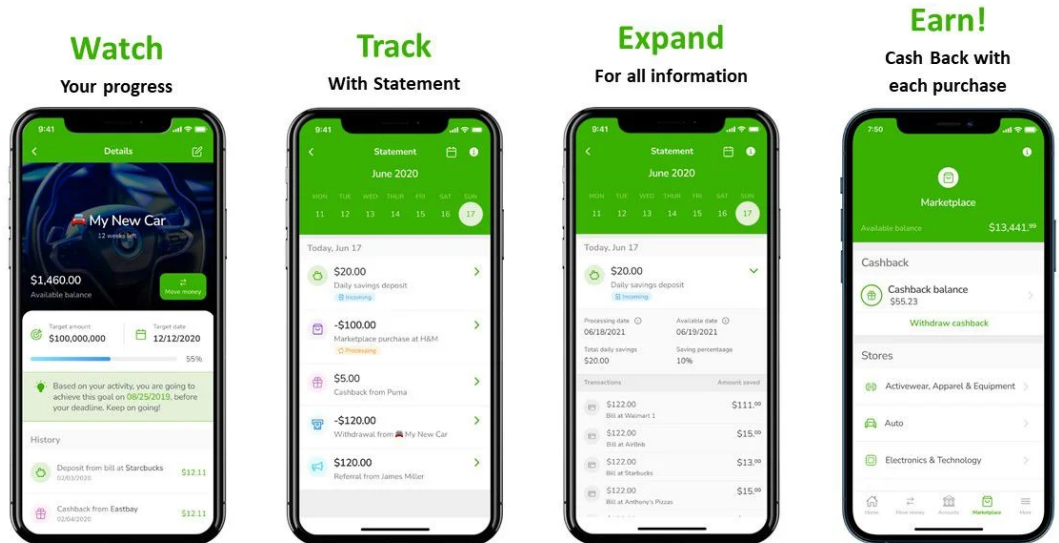 Watch
Your progress
9:41
Details
My New Car
12 weeks left
$1,460.00
Available balance
Move money
Target amount
$100,000,000
Target date
12/12/2020
55%
Based on your activity, you are going to
achieve this goal on 08/25/2019, before
your deadline. Keep on going!
History
Deposit from bill at Starcbucks
02/03/2020
$12.11
Cashback from Eastbay
02/04/2020
$12.11
Track
With Statement
9:41
Statement
June 2020
MON TUE WED THUR FRI SAT SUN
11 12 13 14 15 16 17
Today, Jun 17
$20.00
Daily savings deposit
Incoming
-$100.00
Marketplace purchase at H&M
Processing
$5.00
Cashback from Puma
-$120.00
Withdrawal from My New Car
$120.00
Referral from James Miller
Expand
For all information
9:41
Statement
June 2020
MON TUE WED THUR FRI SAT SUN
11 12 13 14 15 16 17
Today, Jun 17
$20.00
Daily savings deposit
Incoming
Processing date
06/18/2021
Available date
06/19/2021
Total daily savings
$20.00
Saving percentaage
10%
Transactions Amount saved
$122.00
Bill at Walmart 1
$111.00
$122.00
Bill at AirBnb
$15.00
$122.00
Bill at Starbucks
$13.00
$122.00
Bill at Anthony's Pizzas
$15.00
Earn!
Cash Back with
each purchase
7:50
Marketplace
Available balance $13,441.99
Cashback
Cashback balance
$55.23
Withdraw cashback
Stores
Activewear, Apparel & Equipment
Auto
Electronics & Technology
Home Move money Accounts Marketplace More